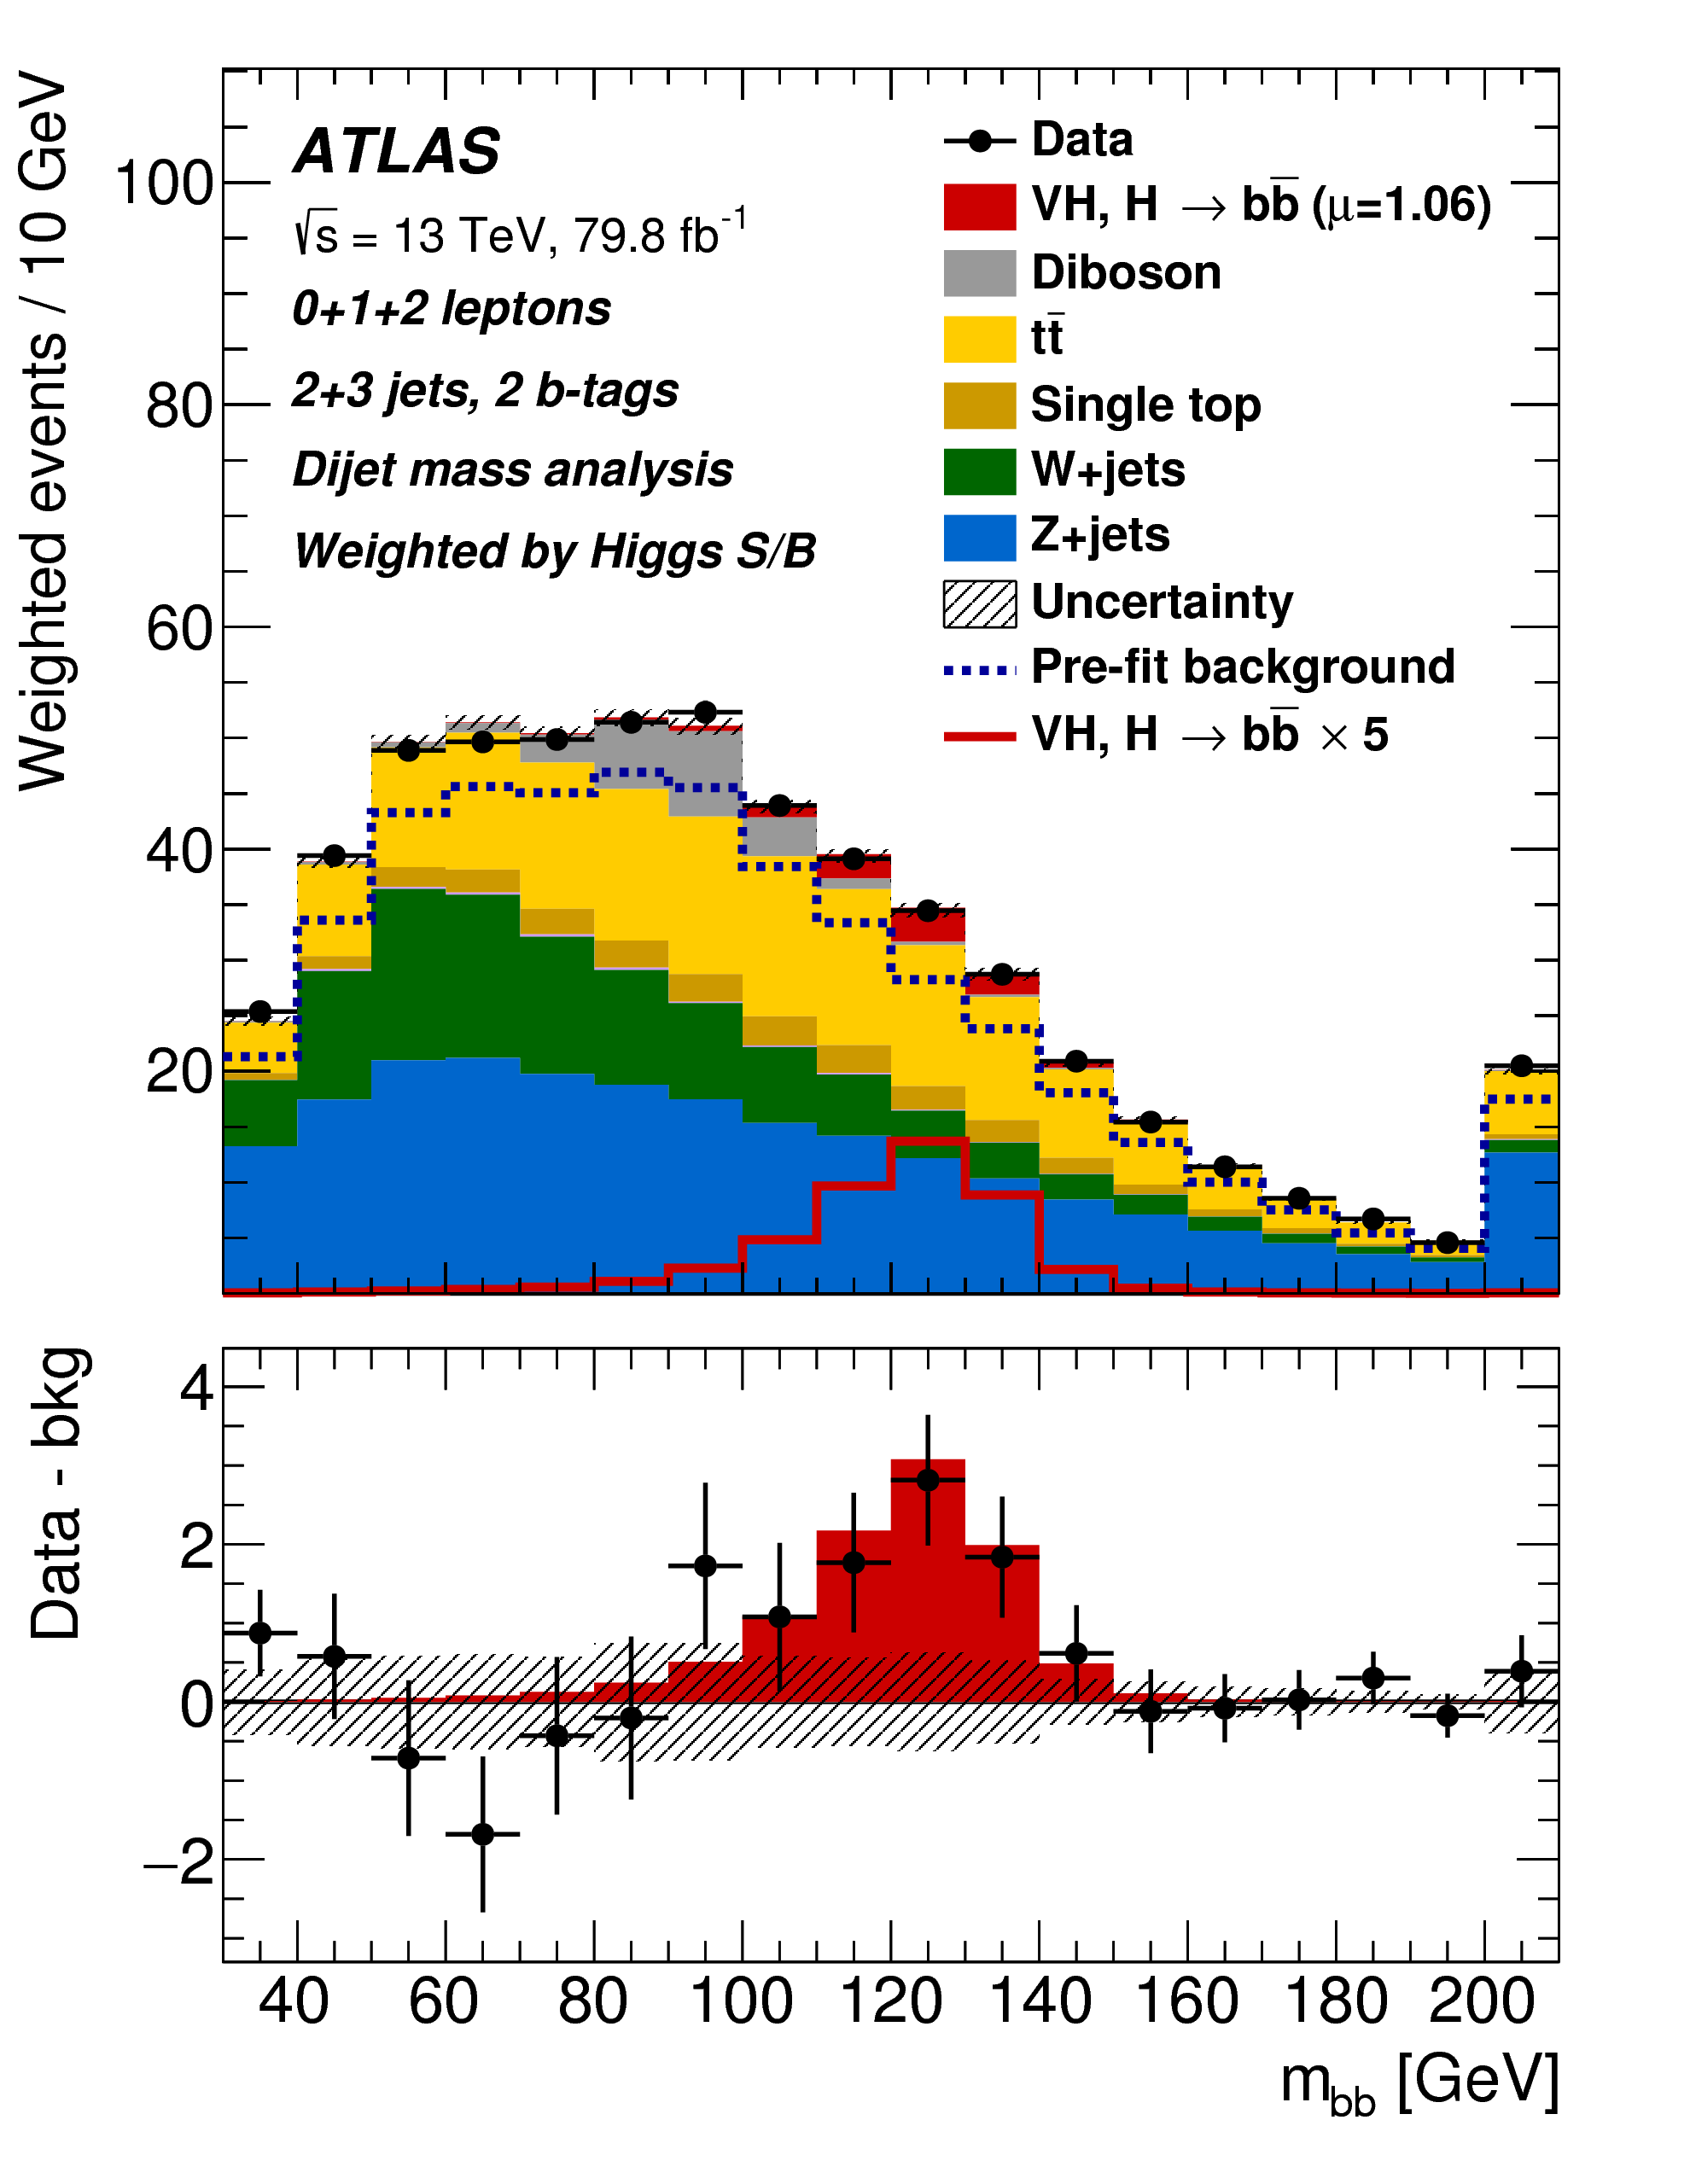 Weighted events / 10 GeV
100
80
60
40
20
ATLAS
√s = 13 TeV, 79.8 fb⁻¹
0+1+2 leptons
2+3 jets, 2 b-tags
Dijet mass analysis
Weighted by Higgs S/B
Data
VH, H → bb̅ (μ=1.06)
Diboson
tt̅
Single top
W+jets
Z+jets
Uncertainty
Pre-fit background
VH, H → bb̅ × 5
Data - bkg
4
2
0
−2
40 60 80 100 120 140 160 180 200
m_bb [GeV]